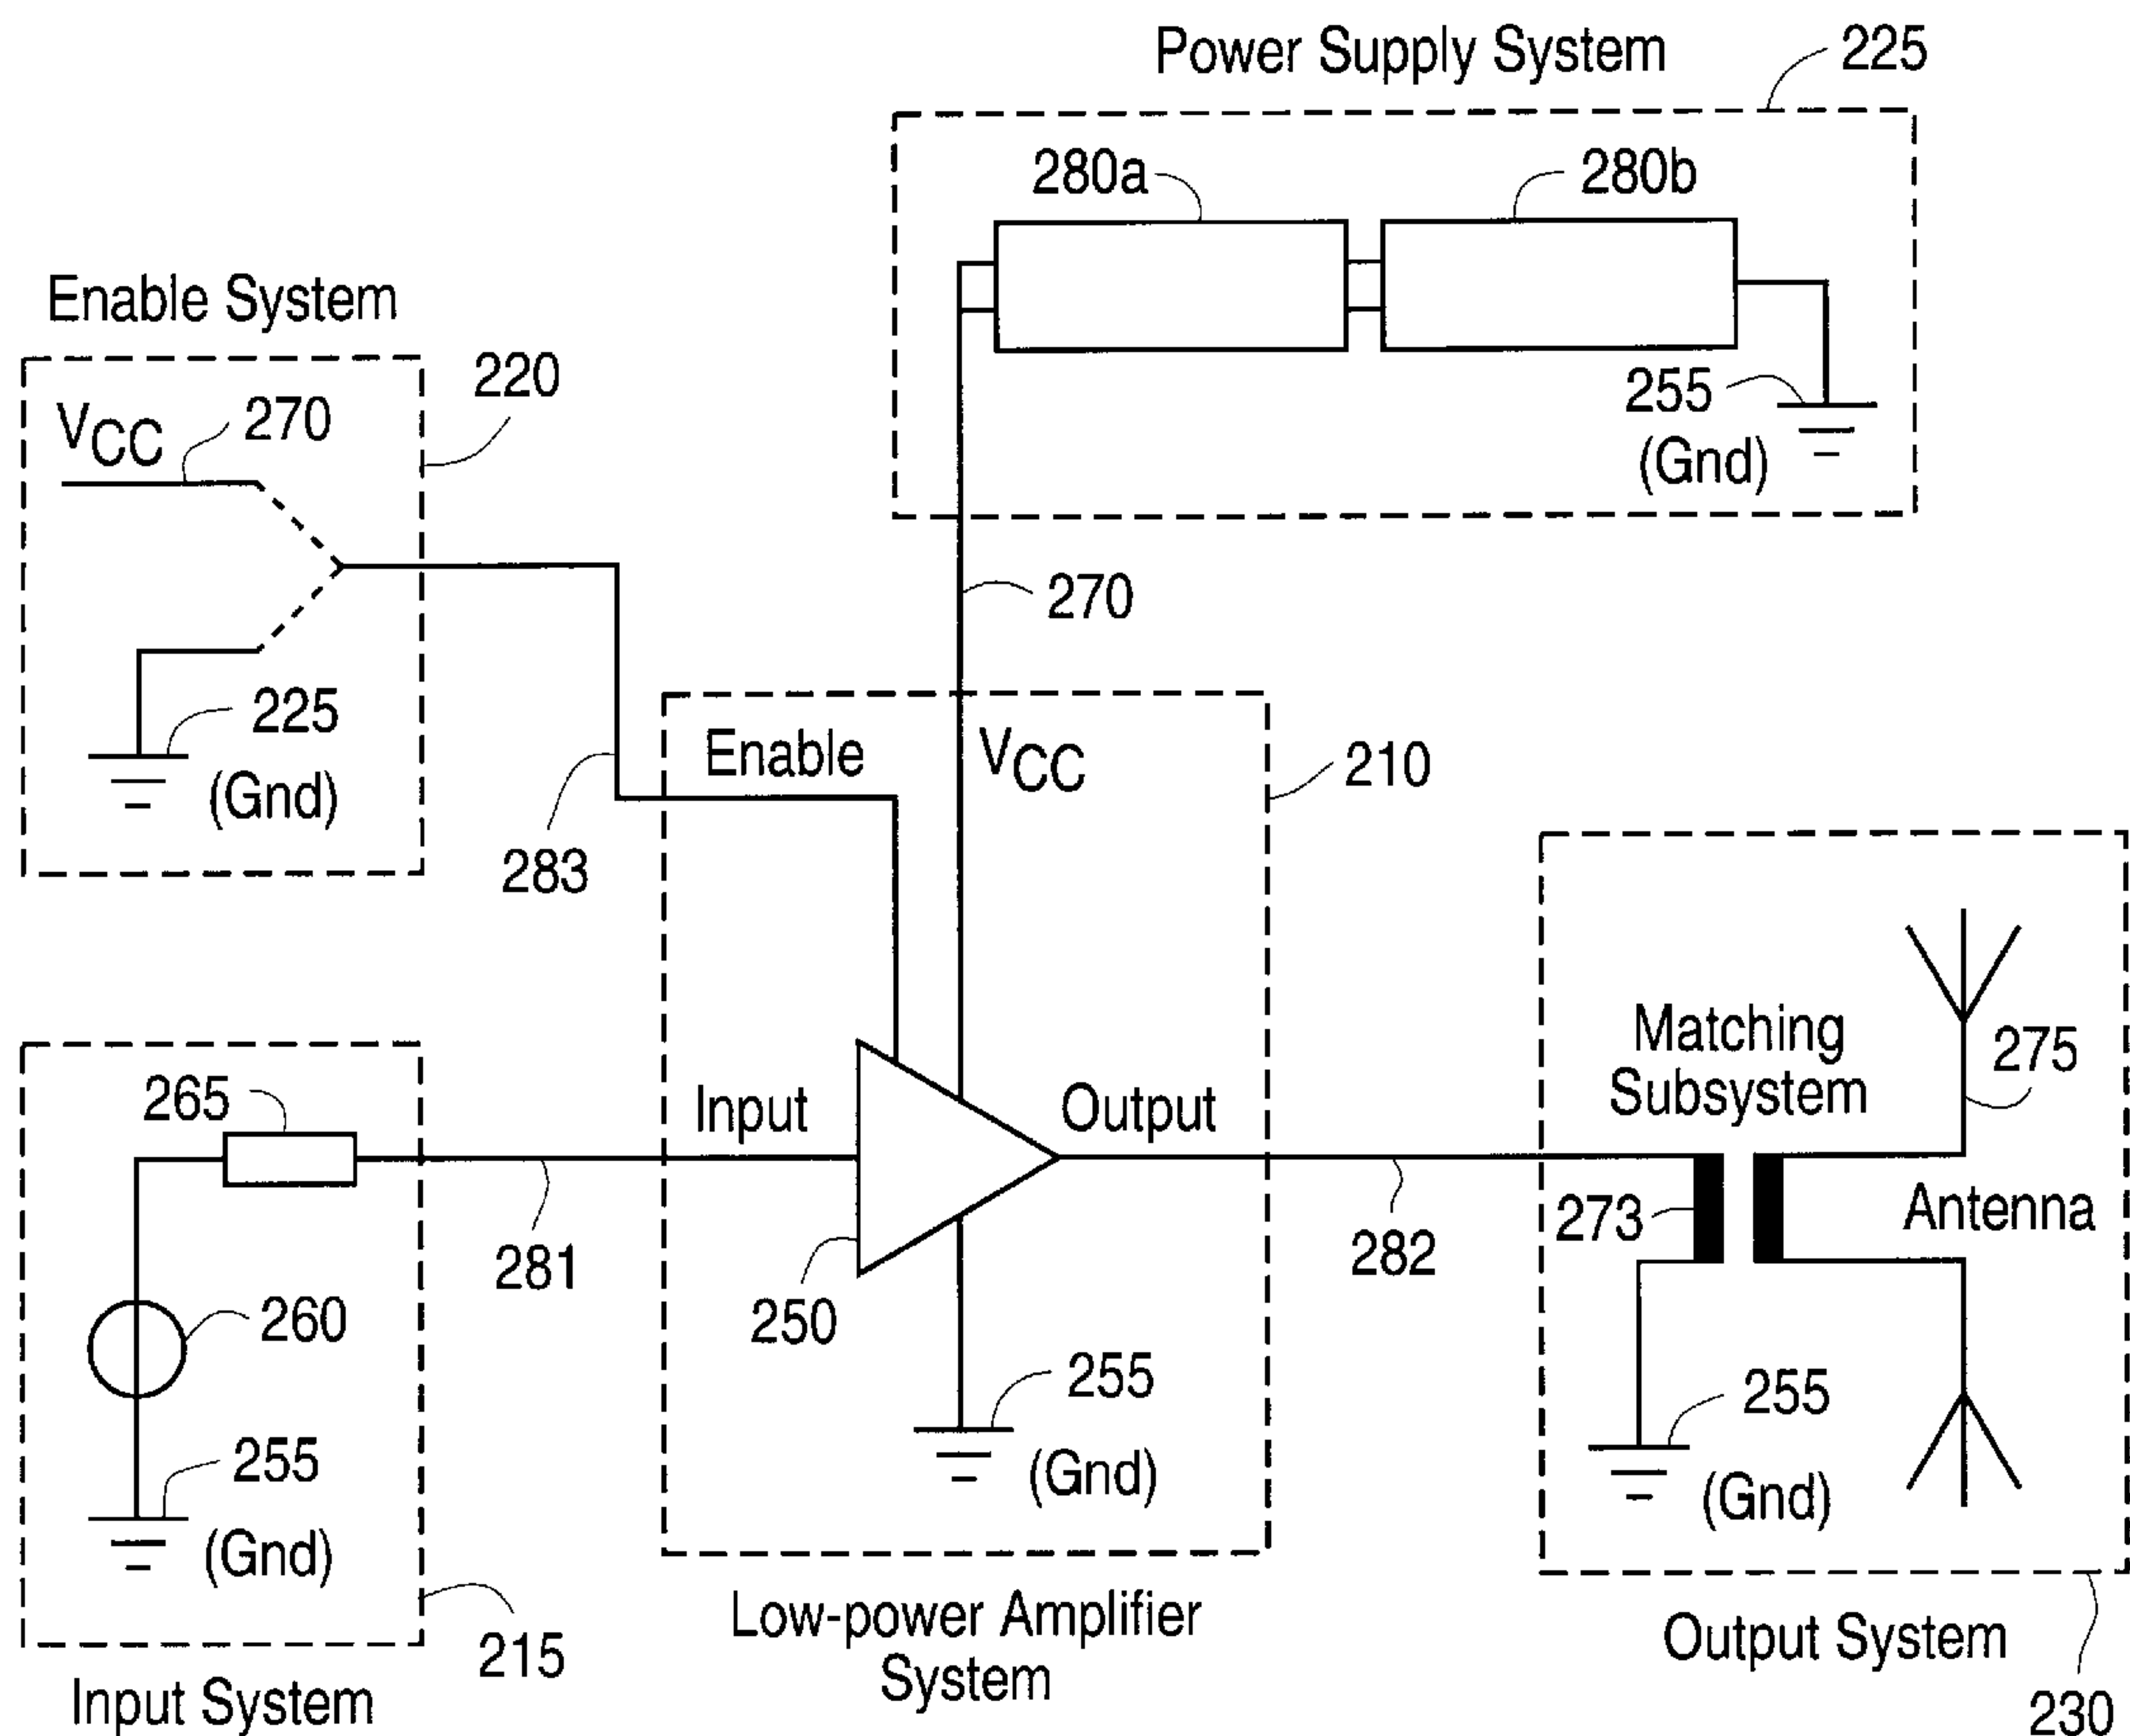 Power Supply System
225
280a
280b
255
(Gnd)
Enable System
220
VCC
270
225
(Gnd)
283
270
Enable
VCC
210
265
Input
Output
281
250
260
255
(Gnd)
255
(Gnd)
215
Input System
Low-power Amplifier
System
282
Matching
Subsystem
275
273
Antenna
255
(Gnd)
Output System
230